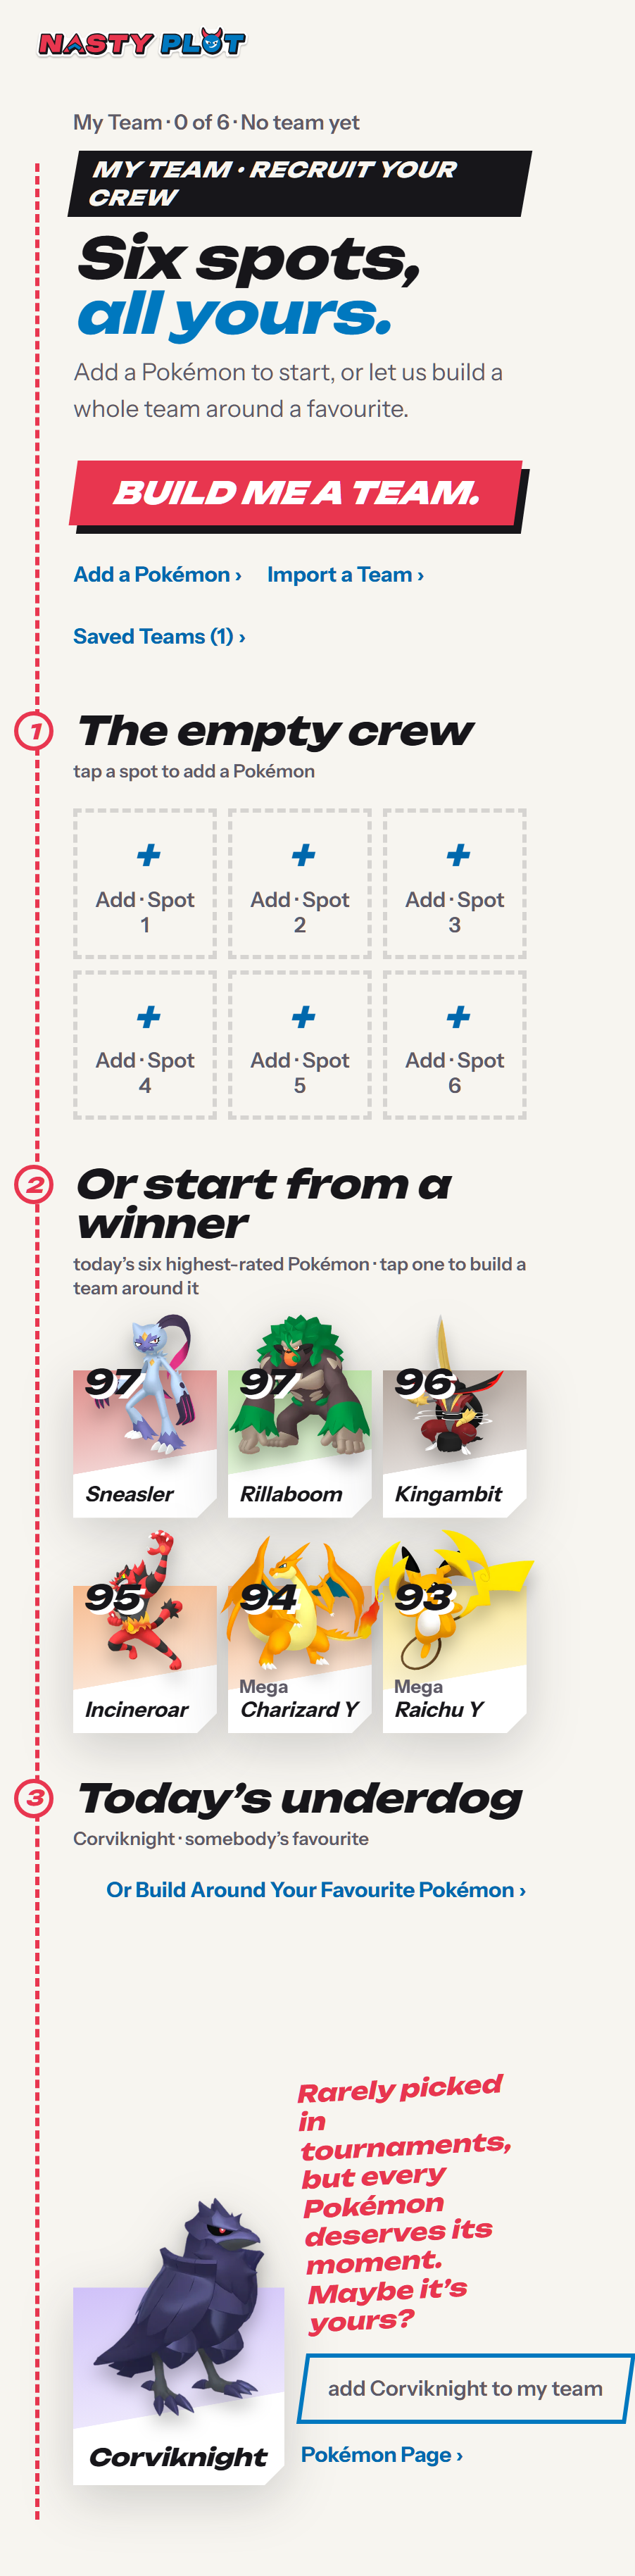 NASTY PLOT
My Team · 0 of 6 · No team yet
MY TEAM · RECRUIT YOUR
CREW
Six spots,
all yours.
Add a Pokémon to start, or let us build a
whole team around a favourite.
BUILD ME A TEAM.
Add a Pokémon › Import a Team ›
Saved Teams (1) ›
1 The empty crew
tap a spot to add a Pokémon
+ + +
Add · Spot Add · Spot Add · Spot
1 2 3
+ + +
Add · Spot Add · Spot Add · Spot
4 5 6
2 Or start from a
winner
today’s six highest-rated Pokémon · tap one to build a
team around it
97 97 96
Sneasler Rillaboom Kingambit
95 94 93
Mega Mega
Incineroar Charizard Y Raichu Y
3 Today’s underdog
Corviknight · somebody’s favourite
Or Build Around Your Favourite Pokémon ›
Rarely picked
in
tournaments,
but every
Pokémon
deserves its
moment.
Maybe it’s
yours?
add Corviknight to my team
Corviknight
Pokémon Page ›